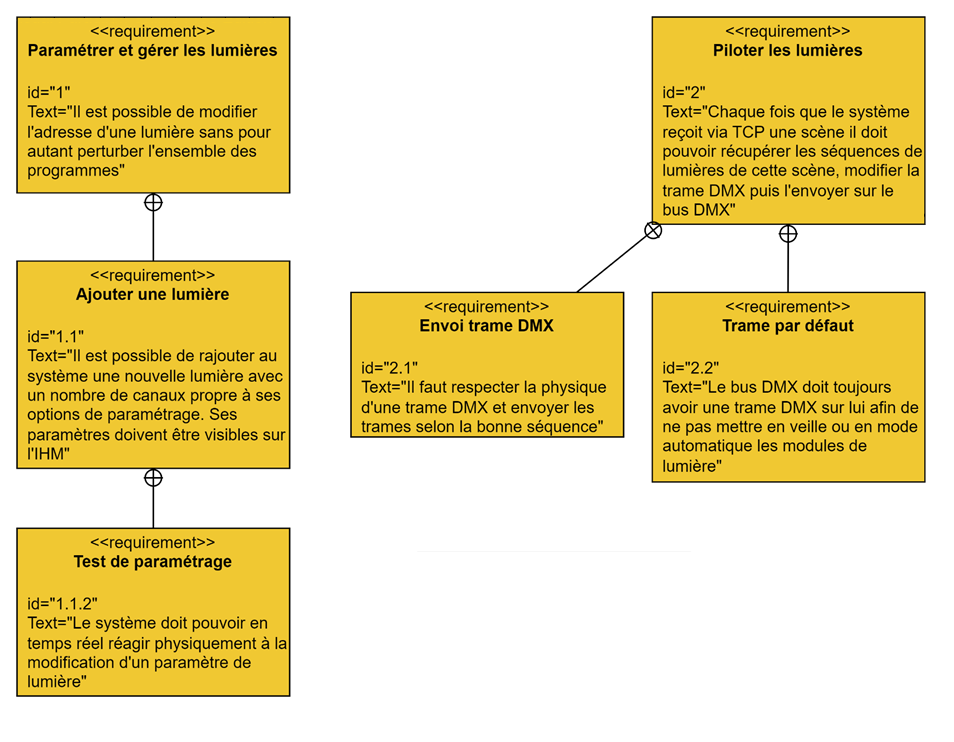 <<requirement>>
Paramétrer et gérer les lumières
id="1"
Text="Il est possible de modifier
l'adresse d'une lumière sans pour
autant perturber l'ensemble des
programmes"
<<requirement>>
Ajouter une lumière
id="1.1"
Text="Il est possible de rajouter au
système une nouvelle lumière avec
un nombre de canaux propre à ses
options de paramétrage. Ses
paramètres doivent être visibles sur
l'IHM"
<<requirement>>
Test de paramétrage
id="1.1.2"
Text="Le système doit pouvoir en
temps réel réagir physiquement à la
modification d'un paramètre de
lumière"
<<requirement>>
Piloter les lumières
id="2"
Text="Chaque fois que le système
reçoit via TCP une scène il doit
pouvoir récupérer les séquences de
lumières de cette scène, modifier la
trame DMX puis l'envoyer sur le
bus DMX"
<<requirement>>
Envoi trame DMX
id="2.1"
Text="Il faut respecter la physique
d'une trame DMX et envoyer les
trames selon la bonne séquence"
<<requirement>>
Trame par défaut
id="2.2"
Text="Le bus DMX doit toujours
avoir une trame DMX sur lui afin de
ne pas mettre en veille ou en mode
automatique les modules de
lumière"